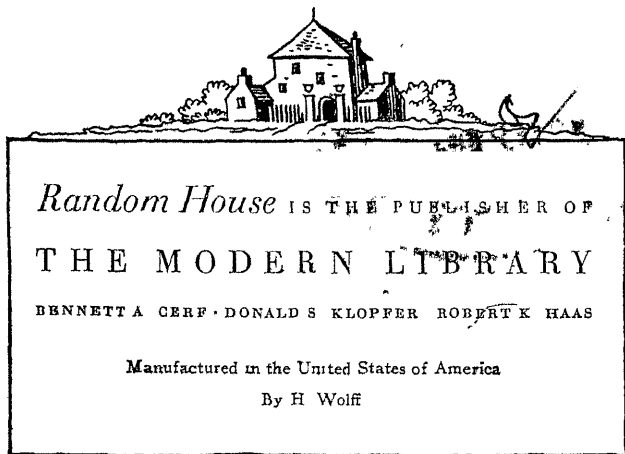 Random House IS THE PUBLISHER OF
THE MODERN LIBRARY
BENNETT A CERF · DONALD S KLOPFER ROBERT K HAAS
Manufactured in the United States of America
By H Wolff